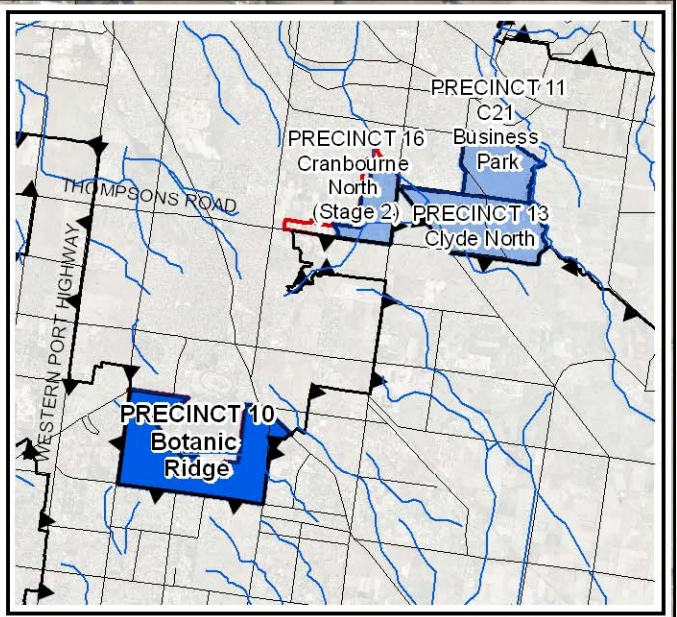 PRECINCT 11
C21
Business
Park
PRECINCT 16
Cranbourne
North
(Stage 2)
PRECINCT 13
Clyde North
THOMPSONS ROAD
WESTERN PORT HIGHWAY
PRECINCT 10
Botanic
Ridge